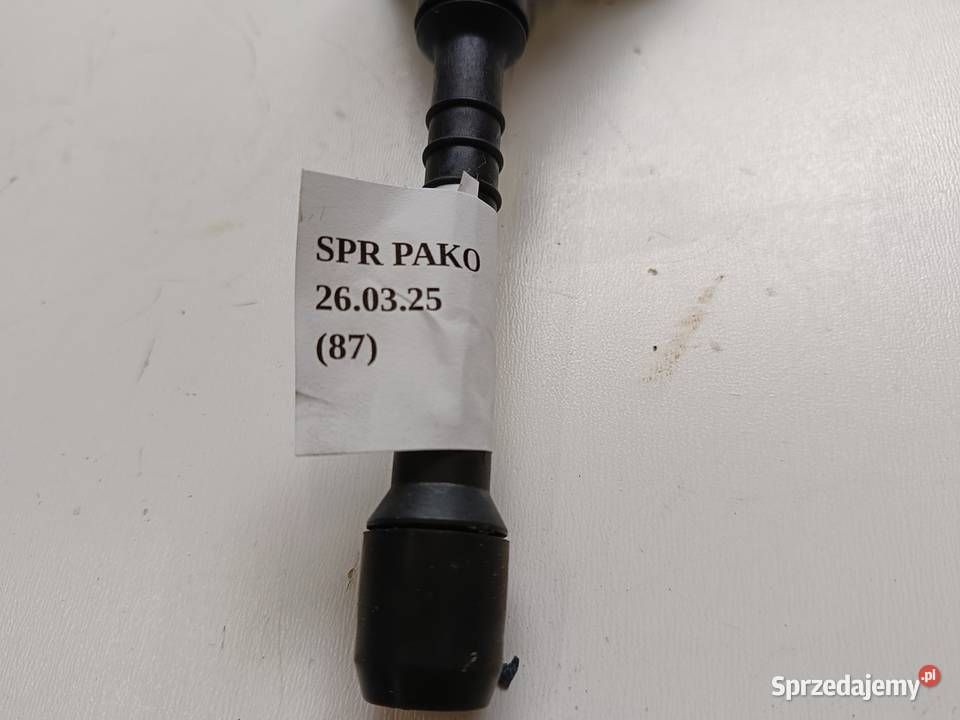 SPR PAKO
26.03.25
(87)
Sprzedajemy.pl